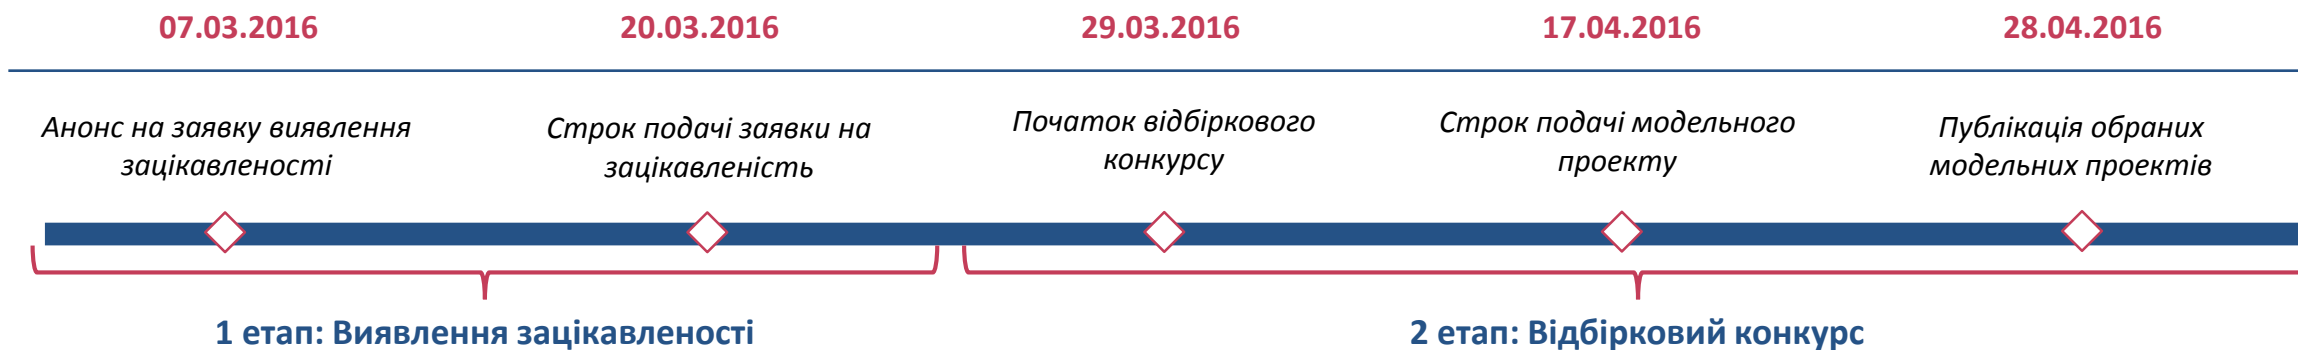 07.03.2016
20.03.2016
29.03.2016
17.04.2016
28.04.2016
Анонс на заявку виявлення
зацікавленості
Строк подачі заявки на
зацікавленість
Початок відбіркового
конкурсу
Строк подачі модельного
проекту
Публікація обраних
модельних проектів
1 етап: Виявлення зацікавленості
2 етап: Відбірковий конкурс